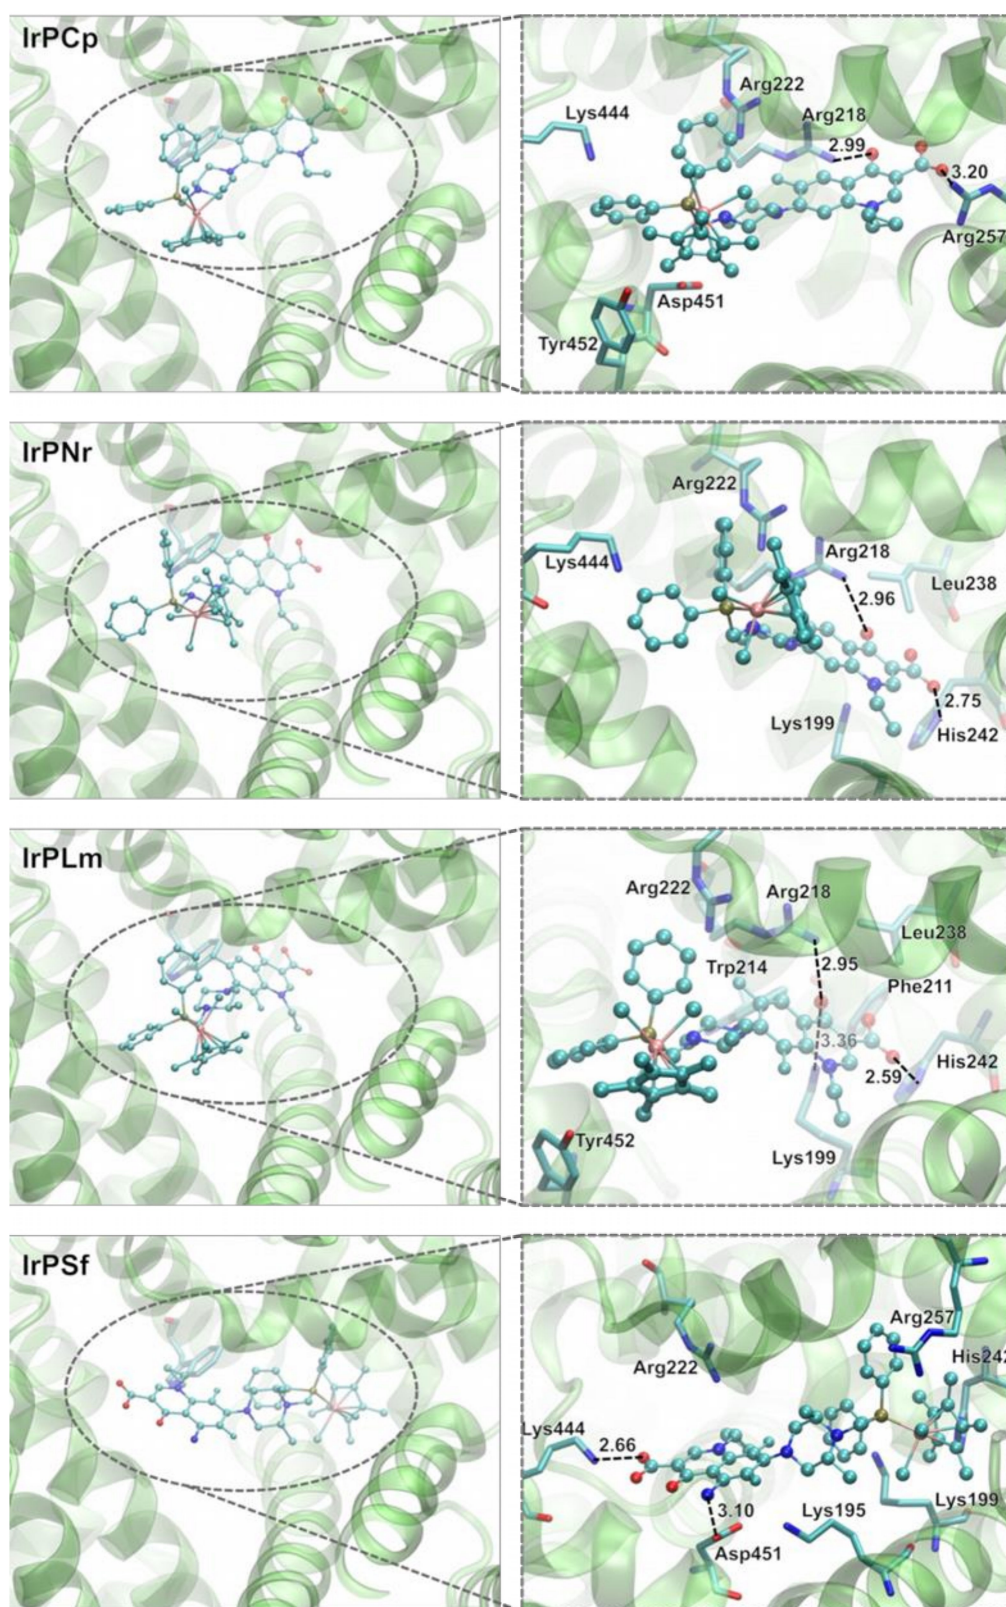 IrPCp
Arg222
Lys444
Arg218
2.99
3.20
Arg257
Asp451
Tyr452
IrPNr
Arg222
Lys444
Arg218
Leu238
2.96
2.75
Lys199
His242
IrPLm
Arg222
Arg218
Leu238
Trp214
2.95
Phe211
3.36
His242
2.59
Tyr452
Lys199
IrPSf
Arg257
Arg222
His242
Lys444
2.66
3.10
Lys195
Lys199
Asp451